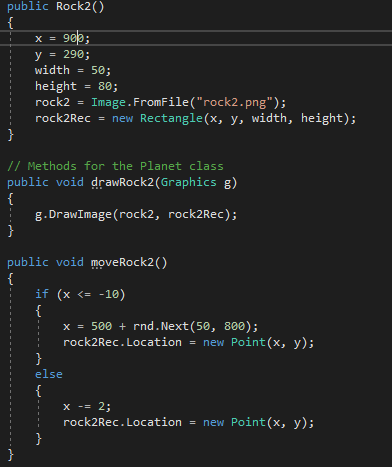 public Rock2()
{
x = 900;
y = 290;
width = 50;
height = 80;
rock2 = Image.FromFile("rock2.png");
rock2Rec = new Rectangle(x, y, width, height);
}
// Methods for the Planet class
public void drawRock2(Graphics g)
{
g.DrawImage(rock2, rock2Rec);
}
public void moveRock2()
{
if (x <= -10)
{
x = 500 + rnd.Next(50, 800);
rock2Rec.Location = new Point(x, y);
}
else
{
x -= 2;
rock2Rec.Location = new Point(x, y);
}
}